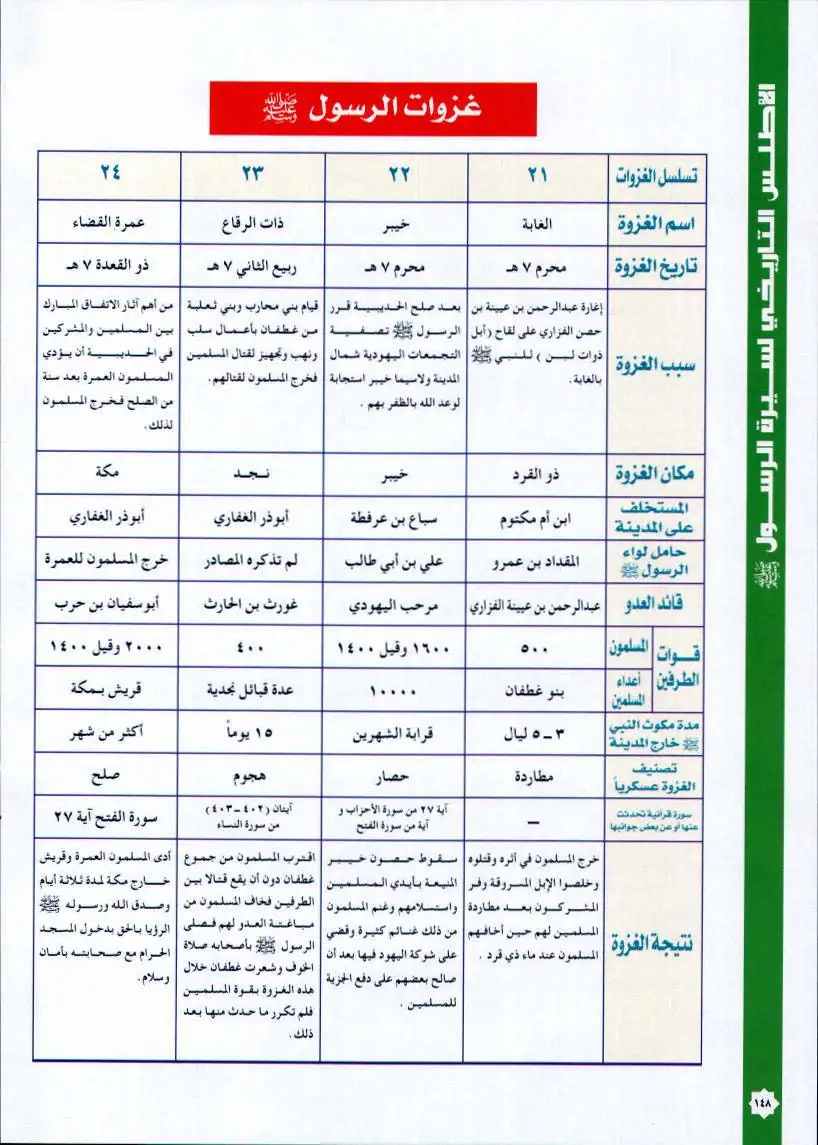 غزوات الرسول ﷺ
تسلسل الغزوات ٢١ ٢٢ ٢٣ ٢٤
اسم الغزوة الغابة خيبر ذات الرقاع عمرة القضاء
تاريخ الغزوة محرم ٧ هـ محرم ٧ هـ ربيع الثاني ٧ هـ ذو القعدة ٧ هـ
سبب الغزوة
إغارة عبدالرحمن بن عيينة بن
حصن الفزاري على لقاح (أبل
ذوات لبن ) للنبي ﷺ
بالغابة.
بعد صلح الحديبية قرر
الرسول ﷺ تصفية
التجمعات اليهودية شمال
المدينة ولاسيما خيبر استجابة
لوعد الله بالظفر بهم .
قيام بني محارب وبني ثعلبة
من غطفان بأعمال سلب
ونهب وتجهيز لقتال المسلمين
فخرج المسلمون لقتالهم.
من أهم آثار الاتفاق المبارك
بين المسلمين والمشركين
في الحديبية أن يؤدي
المسلمون العمرة بعد سنة
من الصلح فخرج المسلمون
لذلك.
مكان الغزوة ذو القرد خيبر نجد مكة
المستخلف
على المدينة
ابن أم مكتوم سباع بن عرفطة أبوذر الغفاري أبوذر الغفاري
حامل لواء
الرسول ﷺ
المقداد بن عمرو علي بن أبي طالب لم تذكره المصادر خرج المسلمون للعمرة
قائد العدو عبدالرحمن بن عيينة الفزاري مرحب اليهودي غورث بن الحارث أبوسفيان بن حرب
قوات
الطرفين
المسلمون ٥٠٠ ١٦٠٠ وقيل ١٤٠٠ ٤٠٠ ٢٠٠٠ وقيل ١٤٠٠
أعداء
المسلمين
بنو غطفان ١٠٠٠٠ عدة قبائل نجدية قريش بمكة
مدة مكوث النبي
ﷺ خارج المدينة
٣ – ٥ ليال قرابة الشهرين ١٥ يوماً أكثر من شهر
تصنيف
الغزوة عسكرياً
مطاردة حصار هجوم صلح
سورة قرآنية تحدثت
عنها أو عن بعض جوانبها
–
آية ٢٧ من سورة الأحزاب و
آية من سورة الفتح
آيتان (٤٠٢ – ٤٠٣)
من سورة النساء
سورة الفتح آية ٢٧
نتيجة الغزوة
خرج المسلمون في أثره وقتلوه
وخلصوا الإبل المسروقة وفر
المشركون بعد مطاردة
المسلمين لهم حين أخافهم
المسلمون عند ماء ذي قرد .
سقوط حصون خيبر
المنيعة بأيدي المسلمين
واستسلامهم وغنم المسلمون
من ذلك غنائم كثيرة وقضي
على شوكة اليهود فيها بعد أن
صالح بعضهم على دفع الجزية
للمسلمين .
اقترب المسلمون من جموع
غطفان دون أن يقع قتالا بين
الطرفين فخاف المسلمون من
مباغتة العدو لهم فصلى
الرسول ﷺ بأصحابه صلاة
الخوف وشعرت غطفان خلال
هذه الغزوة بقوة المسلمين
فلم تكرر ما حدث منها بعد
ذلك.
أدى المسلمون العمرة وقريش
خارج مكة لمدة ثلاثة أيام
وصدق الله ورسوله ﷺ
الرؤيا بالحق بدخول المسجد
الحرام مع صحابته بأمان
وسلام.
الأطلس التاريخي لسيرة الرسول ﷺ
١٤٨